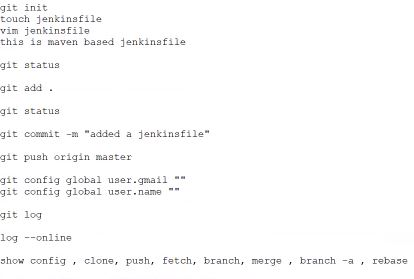 git init
touch jenkinsfile
vim jenkinsfile
this is maven based jenkinsfile
git status
git add .
git status
git commit -m "added a jenkinsfile"
git push origin master
git config global user.gmail ""
git config global user.name ""
git log
log --online
show config , clone, push, fetch, branch, merge , branch -a , rebase